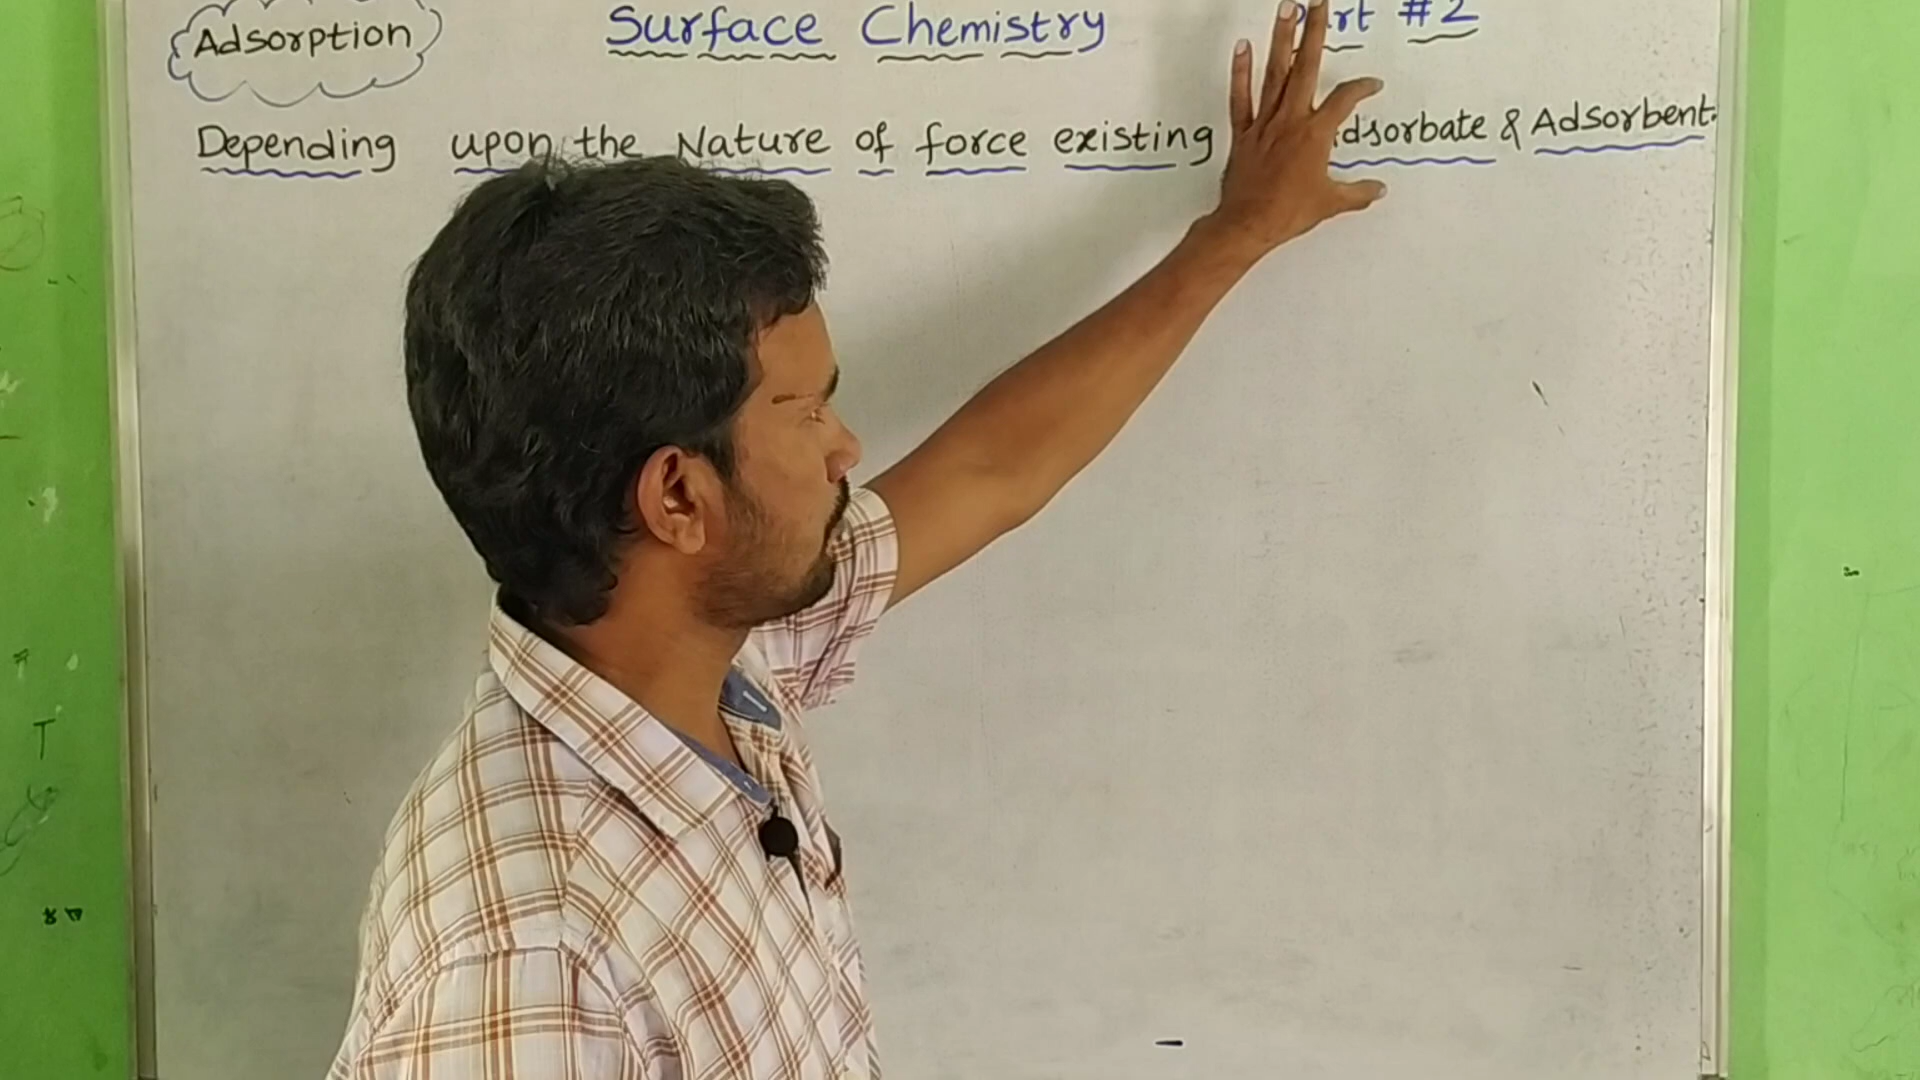 Adsorption
Surface Chemistry Part #2
Depending upon the Nature of force existing Adsorbate & Adsorbent.